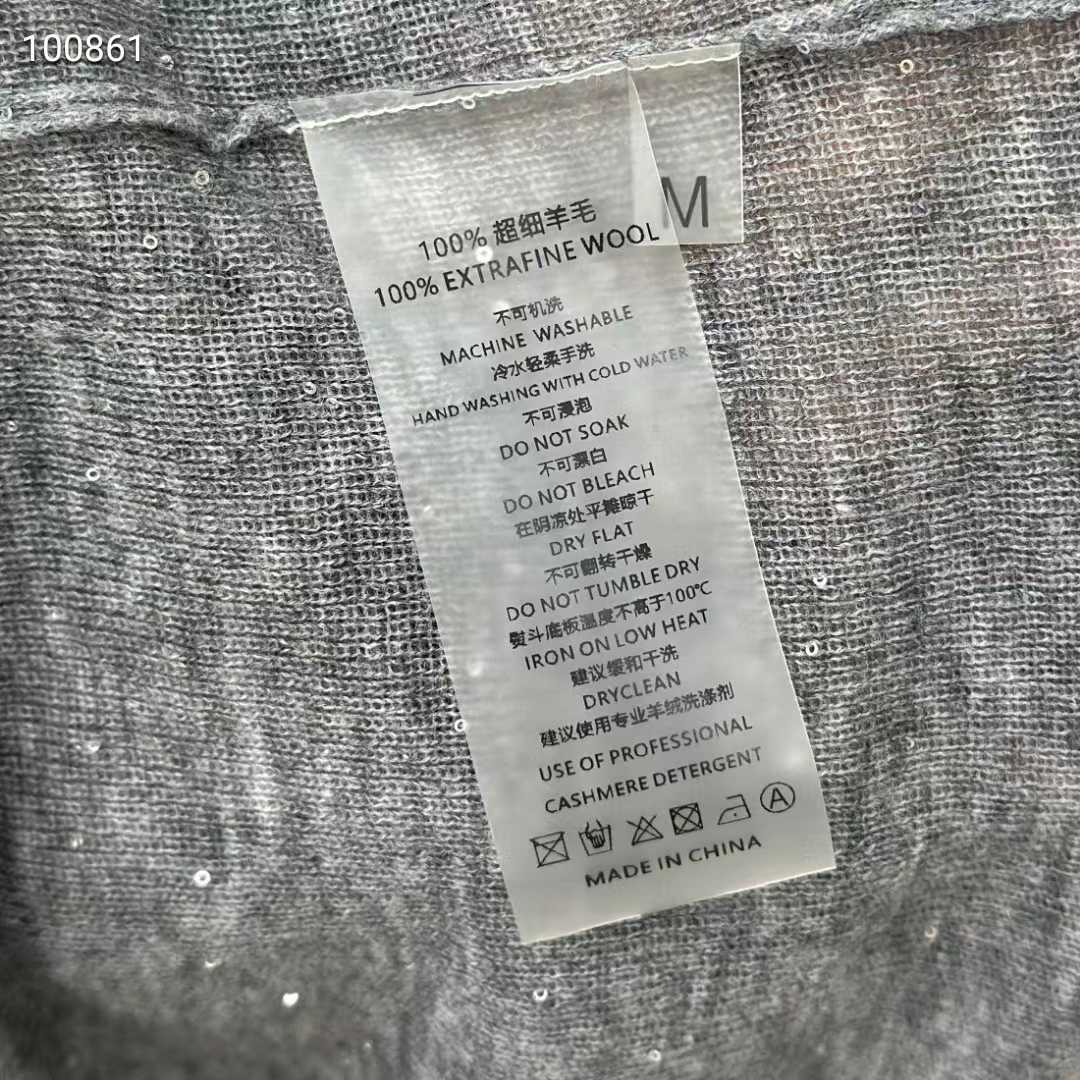 100861
M
100% 超细羊毛
100% EXTRAFINE WOOL
不可机洗
MACHINE WASHABLE
冷水轻柔手洗
HAND WASHING WITH COLD WATER
不可浸泡
DO NOT SOAK
不可漂白
DO NOT BLEACH
在阴凉处平摊晾干
DRY FLAT
不可翻转干燥
DO NOT TUMBLE DRY
熨斗底板温度不高于100℃
IRON ON LOW HEAT
建议缓和干洗
DRYCLEAN
建议使用专业羊绒洗涤剂
USE OF PROFESSIONAL
CASHMERE DETERGENT
A
MADE IN CHINA